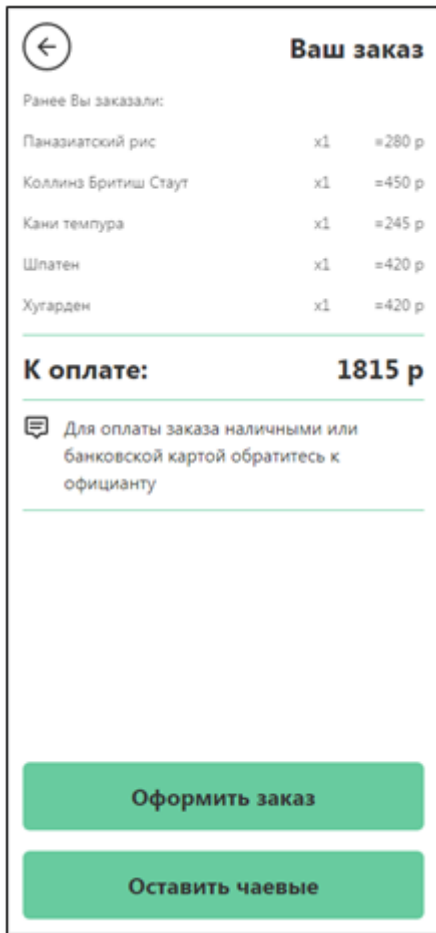 Ваш заказ
Ранее Вы заказали:
Паназиатский рис x1 =280 р
Коллинз Бритиш Стаут x1 =450 р
Кани темпура x1 =245 р
Шпатен x1 =420 р
Хугарден x1 =420 р
К оплате: 1815 р
Для оплаты заказа наличными или
банковской картой обратитесь к
официанту
Оформить заказ
Оставить чаевые